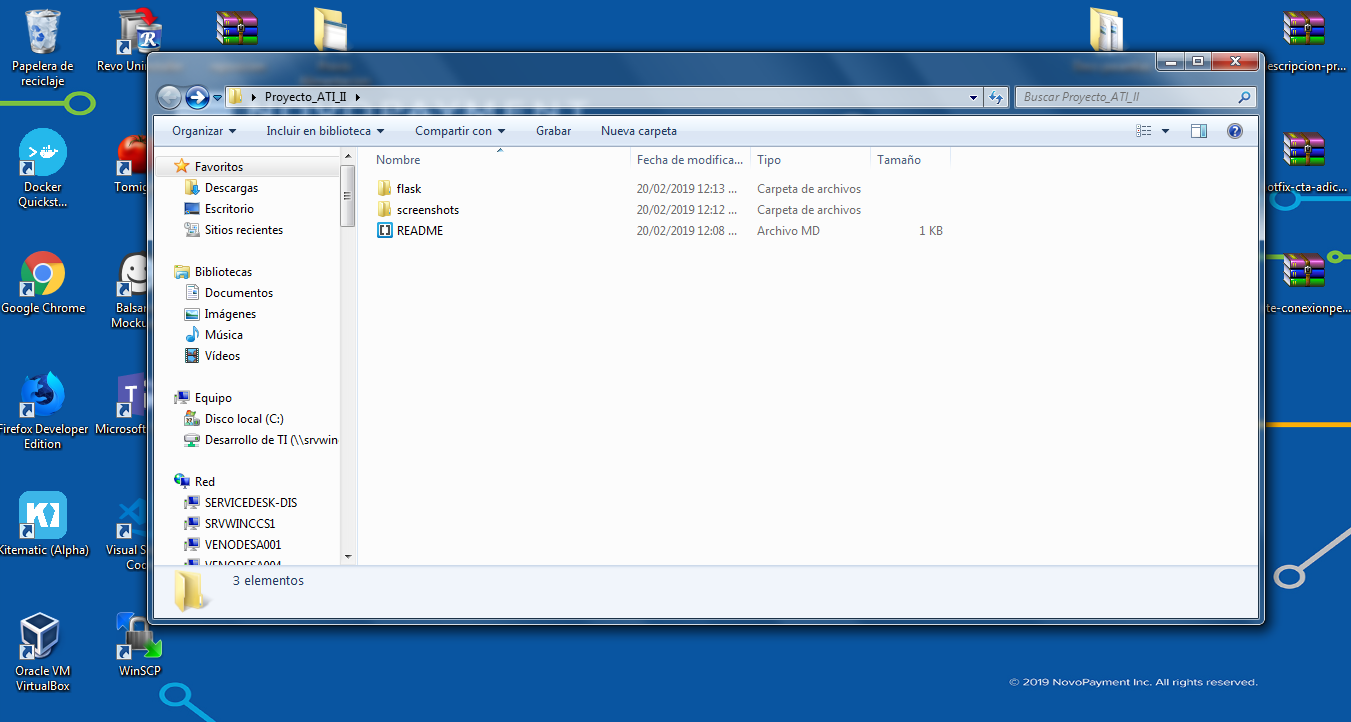 Papelera de
reciclaje
Revo Uni
escripcion-pr...
Proyecto_ATI_II
Buscar Proyecto_ATI_II
Organizar
Incluir en biblioteca
Compartir con
Grabar
Nueva carpeta
Nombre
Fecha de modifica...
Tipo
Tamaño
Favoritos
Descargas
Escritorio
Sitios recientes
Bibliotecas
Documentos
Imágenes
Música
Vídeos
Equipo
Disco local (C:)
Desarrollo de TI (\\srvwin
Red
SERVICEDESK-DIS
SRVWINCCS1
VENODESA001
VENODESA004
flask
20/02/2019 12:13 ...
Carpeta de archivos
screenshots
20/02/2019 12:12 ...
Carpeta de archivos
README
20/02/2019 12:08 ...
Archivo MD
1 KB
3 elementos
Docker
Quickst...
Tomig
otfix-cta-adic...
Google Chrome
Balsa
Mocku
te-conexionpe...
Firefox Developer
Edition
Microsoft
Kitematic (Alpha)
Visual S
Coc
Oracle VM
VirtualBox
WinSCP
© 2019 NovoPayment Inc. All rights reserved.